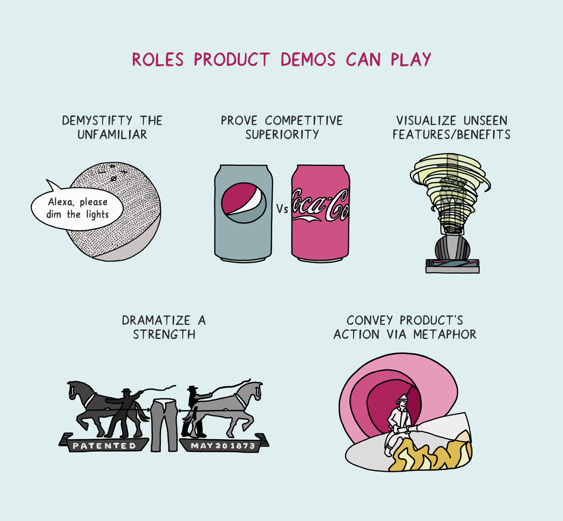 ROLES PRODUCT DEMOS CAN PLAY
DEMYSTIFTY THE
UNFAMILIAR
Alexa, please
dim the lights
PROVE COMPETITIVE
SUPERIORITY
Vs
Coca-Co
VISUALIZE UNSEEN
FEATURES/BENEFITS
DRAMATIZE A
STRENGTH
PATENTED
MAY 20 1873
CONVEY PRODUCT'S
ACTION VIA METAPHOR